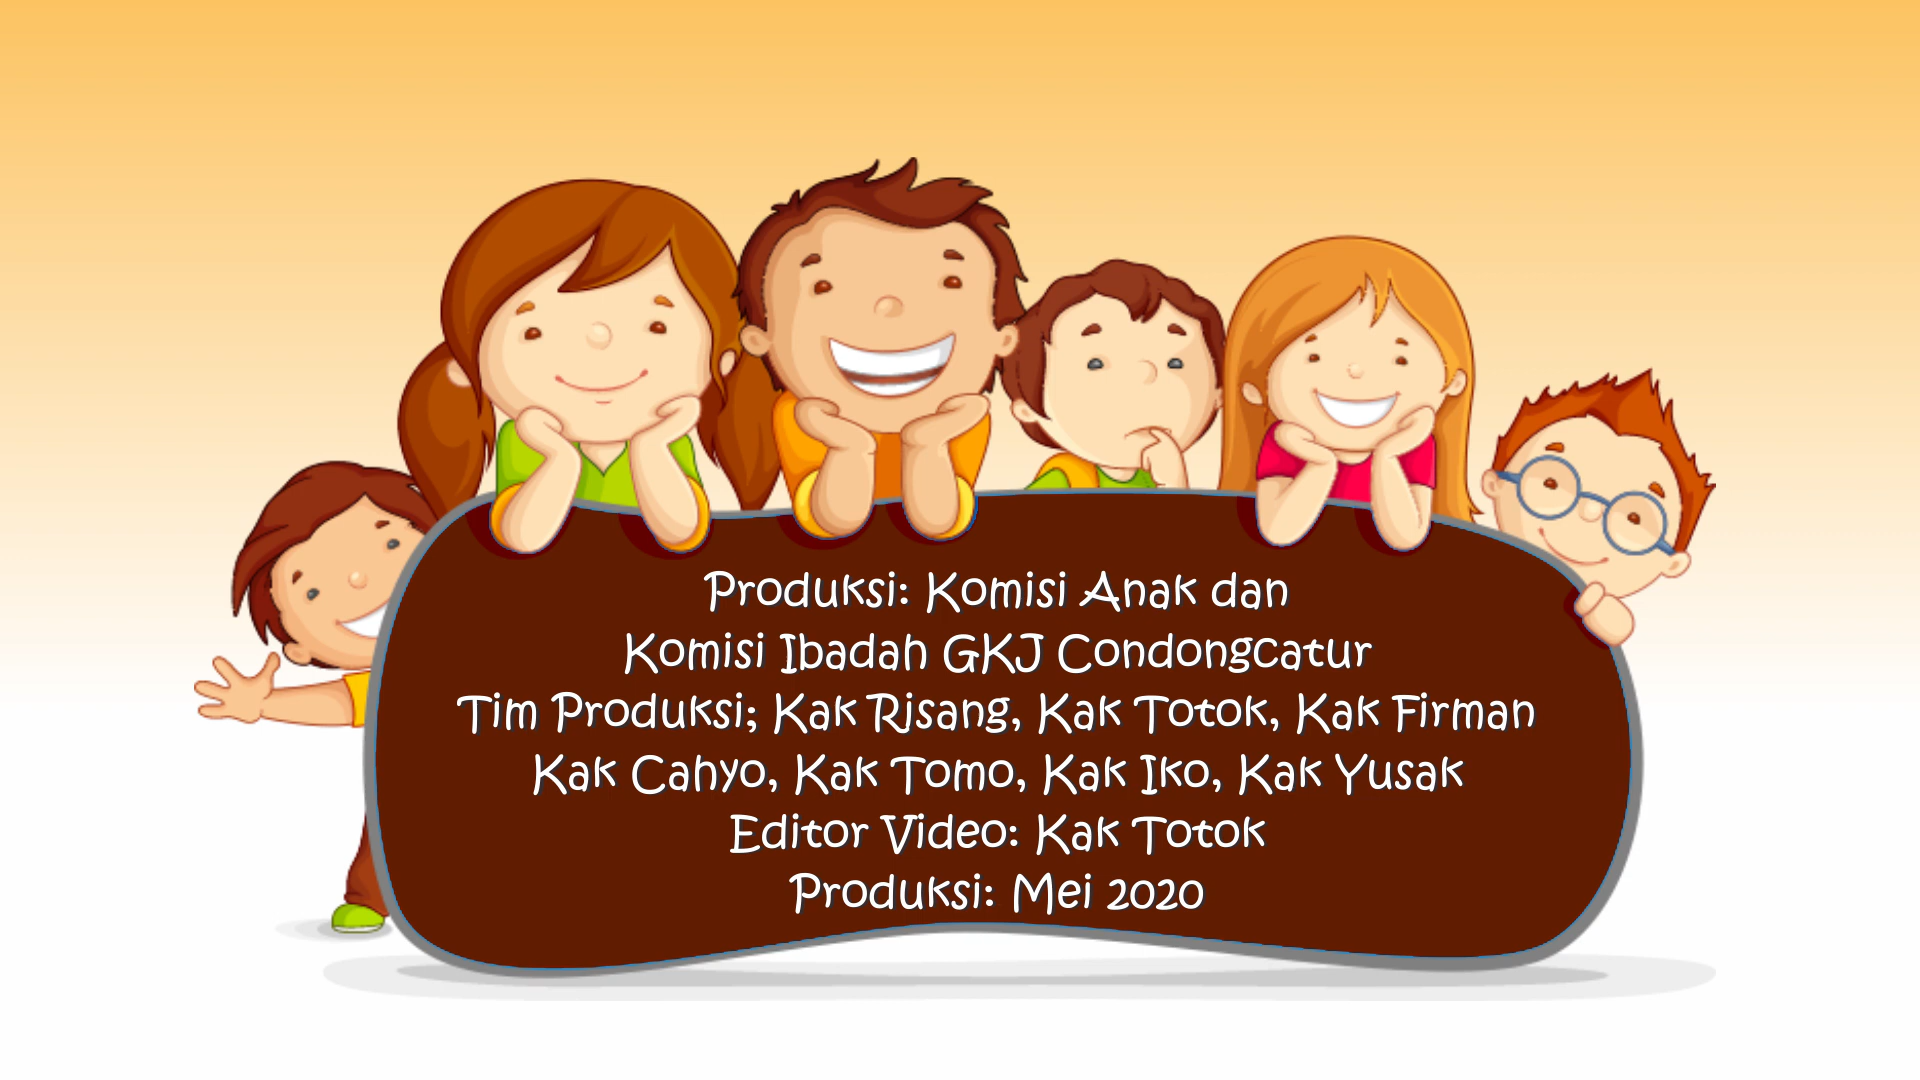 Produksi: Komisi Anak dan
Komisi Ibadah GKJ Condongcatur
Tim Produksi; Kak Risang, Kak Totok, Kak Firman
Kak Cahyo, Kak Tomo, Kak Iko, Kak Yusak
Editor Video: Kak Totok
Produksi: Mei 2020